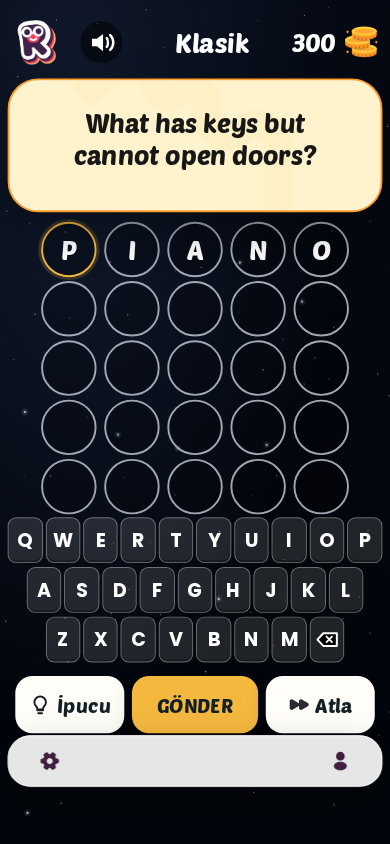 R
Klasik
300
What has keys but
cannot open doors?
P I A N O
Q W E R T Y U I O P
A S D F G H J K L
Z X C V B N M
İpucu
GÖNDER
Atla